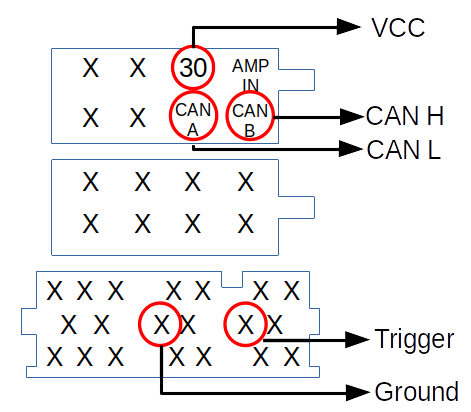 VCC
X X 30 AMP
IN
X X CAN CAN
A B
CAN H
CAN L
X X X X
X X X X
X X X X X X X
X X X X X X
X X X X X X X
Trigger
Ground